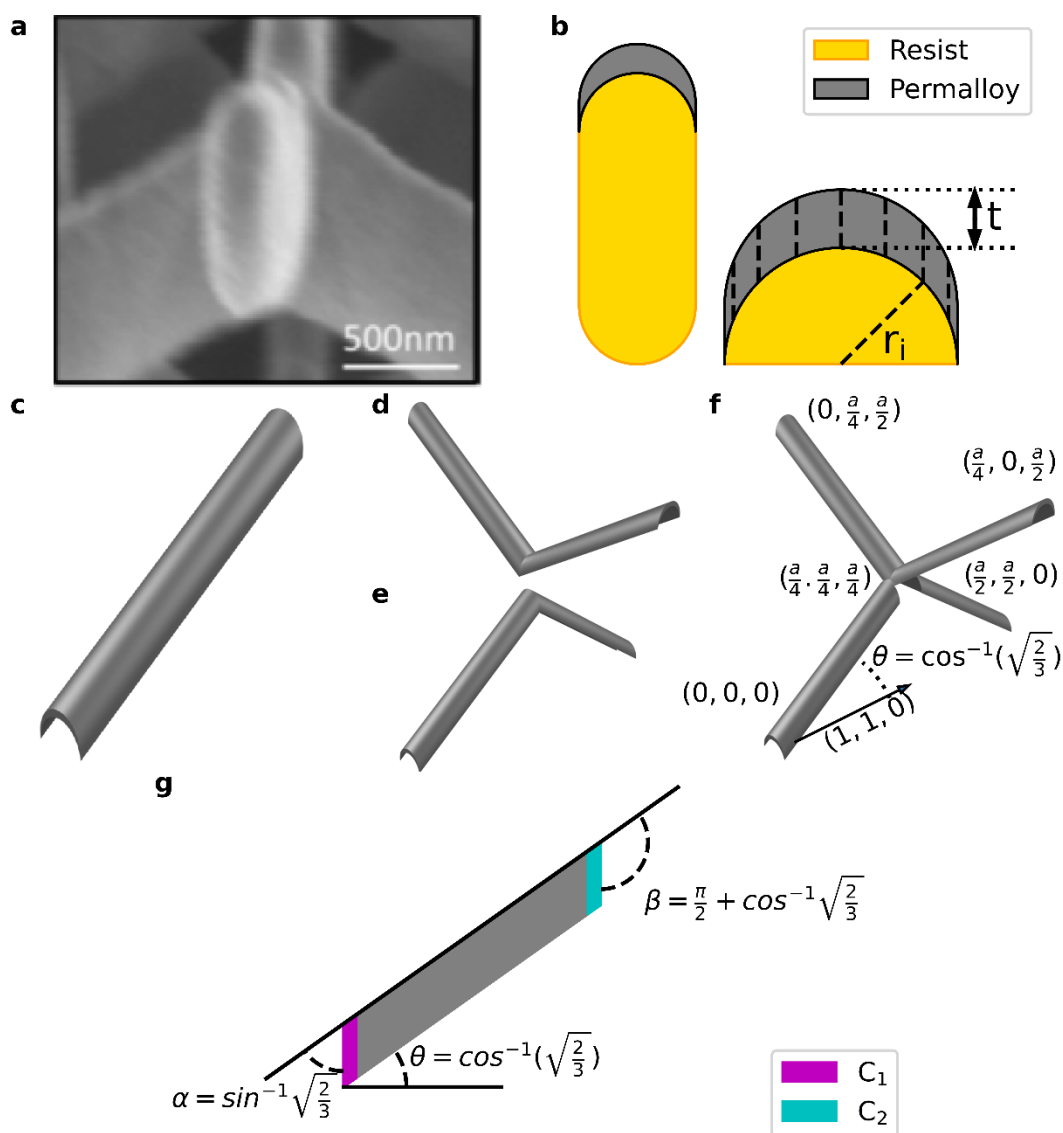 a
500nm
b
Resist
Permalloy
t
r_i
c
d
e
f
(0, a/4, a/2)
(a/4, 0, a/2)
(a/4. a/4, a/4)
(a/2, a/2, 0)
(0, 0, 0)
θ = cos⁻¹(√(2/3))
(1, 1, 0)
g
β = π/2 + cos⁻¹√(2/3)
θ = cos⁻¹(√(2/3))
α = sin⁻¹√(2/3)
C₁
C₂